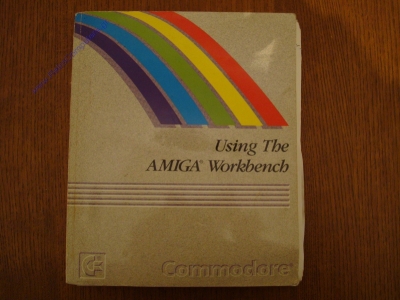 Using The
AMIGA® Workbench
Commodore®